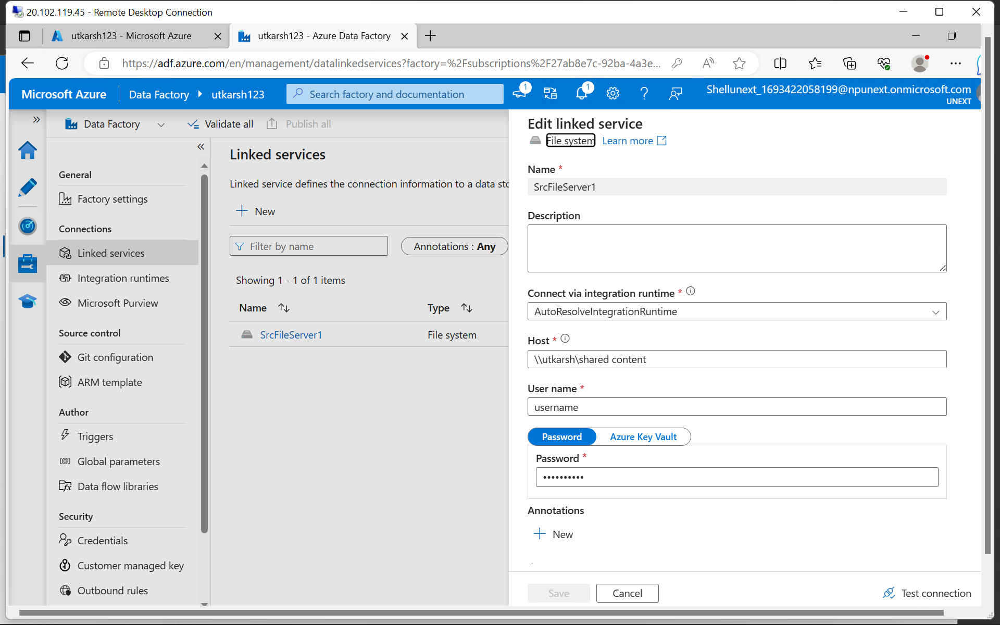 20.102.119.45 - Remote Desktop Connection
utkarsh123 - Microsoft Azure
utkarsh123 - Azure Data Factory
https://adf.azure.com/en/management/datalinkedservices?factory=%2Fsubscriptions%2F27ab8e7c-92ba-4a3e...
Microsoft Azure
Data Factory
utkarsh123
Search factory and documentation
1
1
Shellunext_1693422058199@npunext.onmicrosoft.com
UNEXT
Data Factory
Validate all
Publish all
General
Factory settings
Connections
Linked services
Integration runtimes
Microsoft Purview
Source control
Git configuration
ARM template
Author
Triggers
Global parameters
Data flow libraries
Security
Credentials
Customer managed key
Outbound rules
Linked services
Linked service defines the connection information to a data sto
New
Filter by name
Annotations : Any
Showing 1 - 1 of 1 items
Name
Type
SrcFileServer1
File system
Edit linked service
File system
Learn more
Name *
SrcFileServer1
Description
Connect via integration runtime *
AutoResolveIntegrationRuntime
Host *
\\utkarsh\shared content
User name *
username
Password
Azure Key Vault
Password *
••••••••••
Annotations
New
Save
Cancel
Test connection